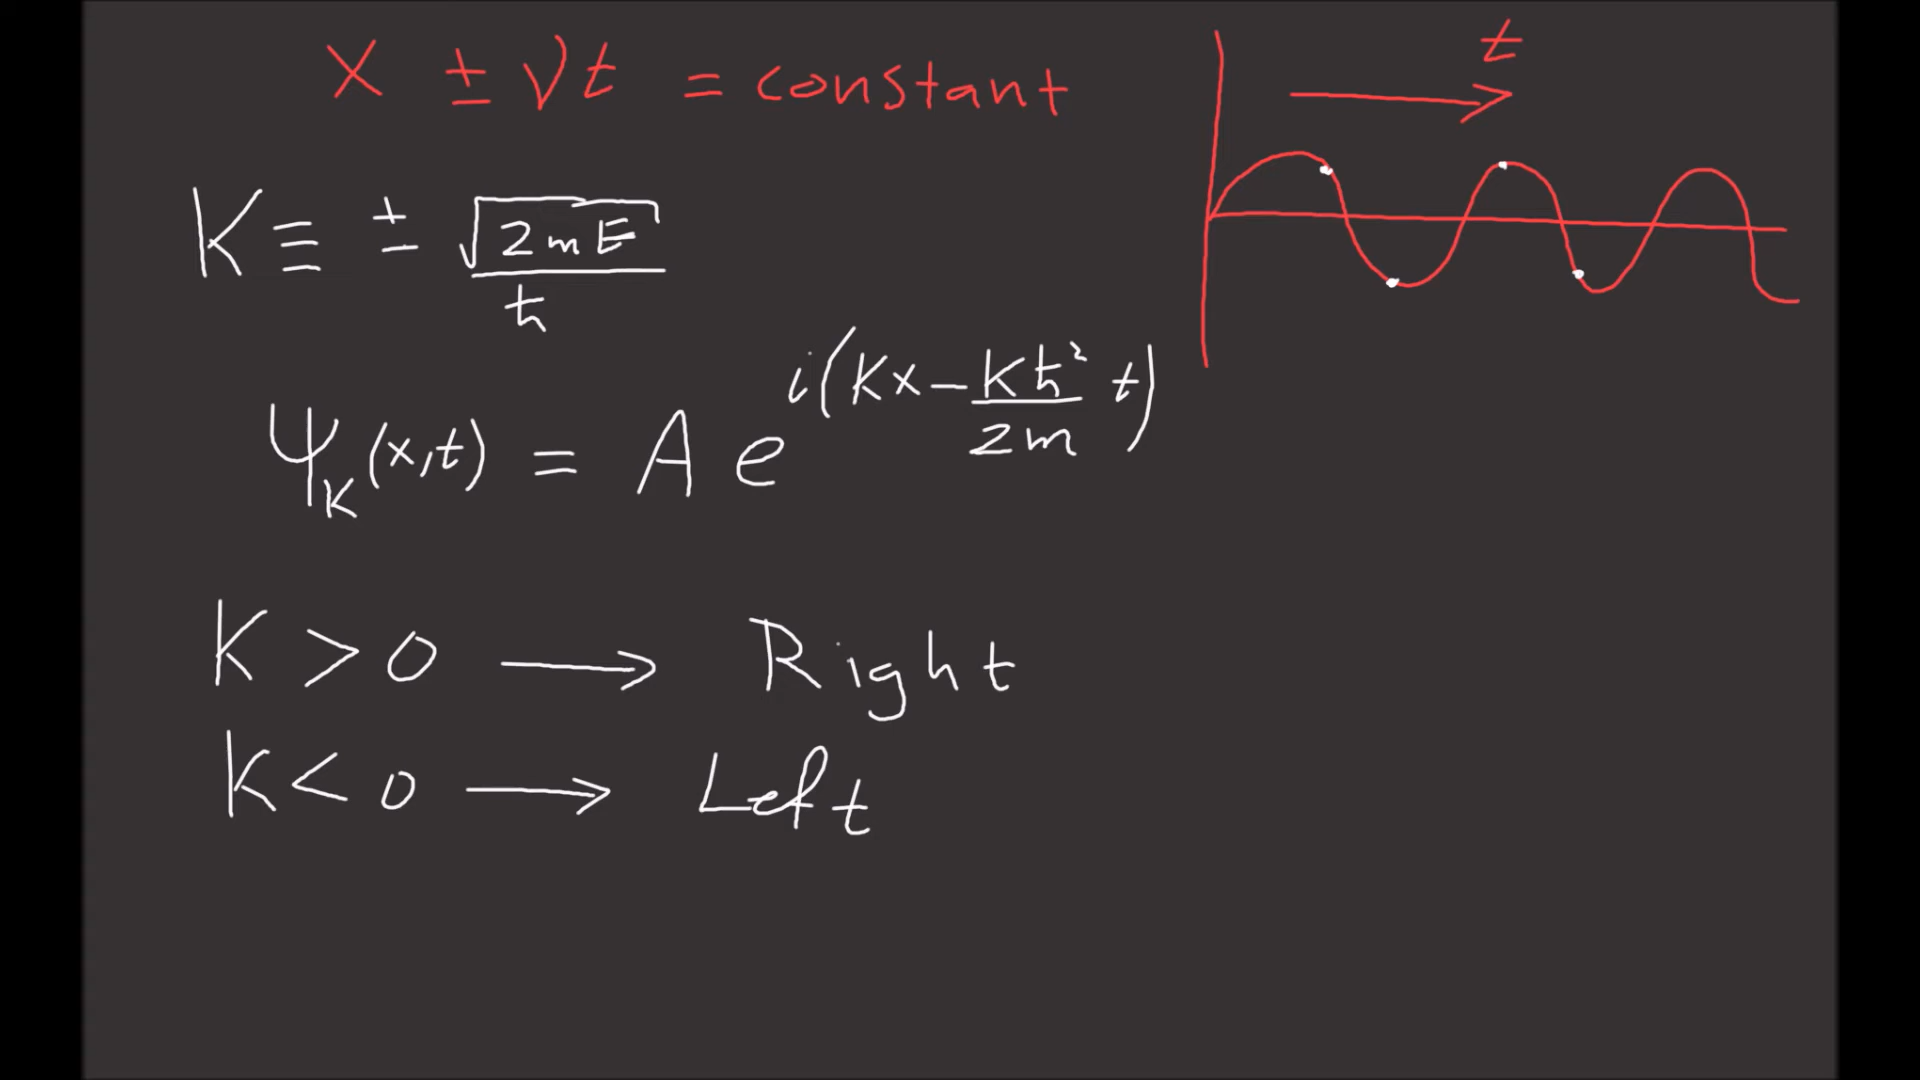 x ± vt = constant
t
K ≡ ± √(2mE) / ħ
Ψ_K(x,t) = A e^{i(Kx - (Kħ²/2m) t)}
K > 0 → Right
K < 0 → Left